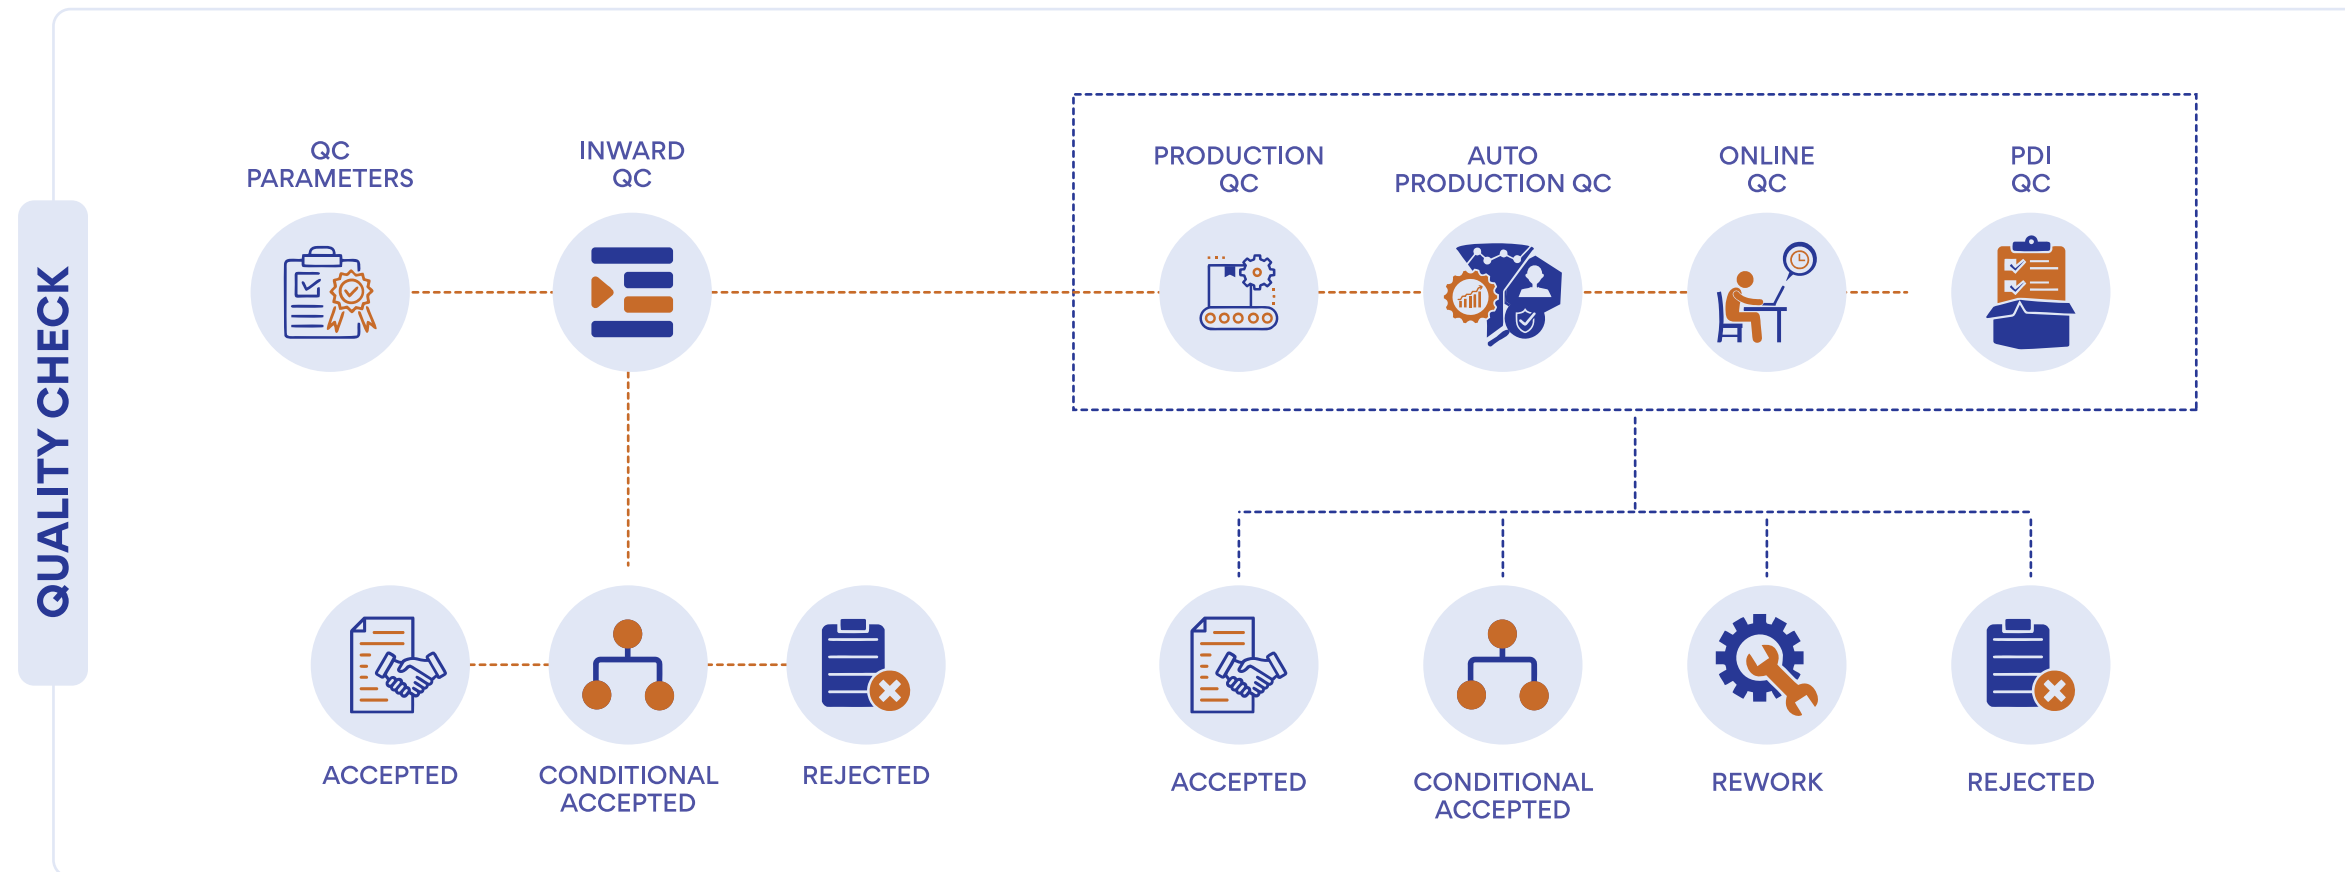 QUALITY CHECK
QC
PARAMETERS
INWARD
QC
PRODUCTION
QC
AUTO
PRODUCTION QC
ONLINE
QC
PDI
QC
ACCEPTED
CONDITIONAL
ACCEPTED
REJECTED
ACCEPTED
CONDITIONAL
ACCEPTED
REWORK
REJECTED